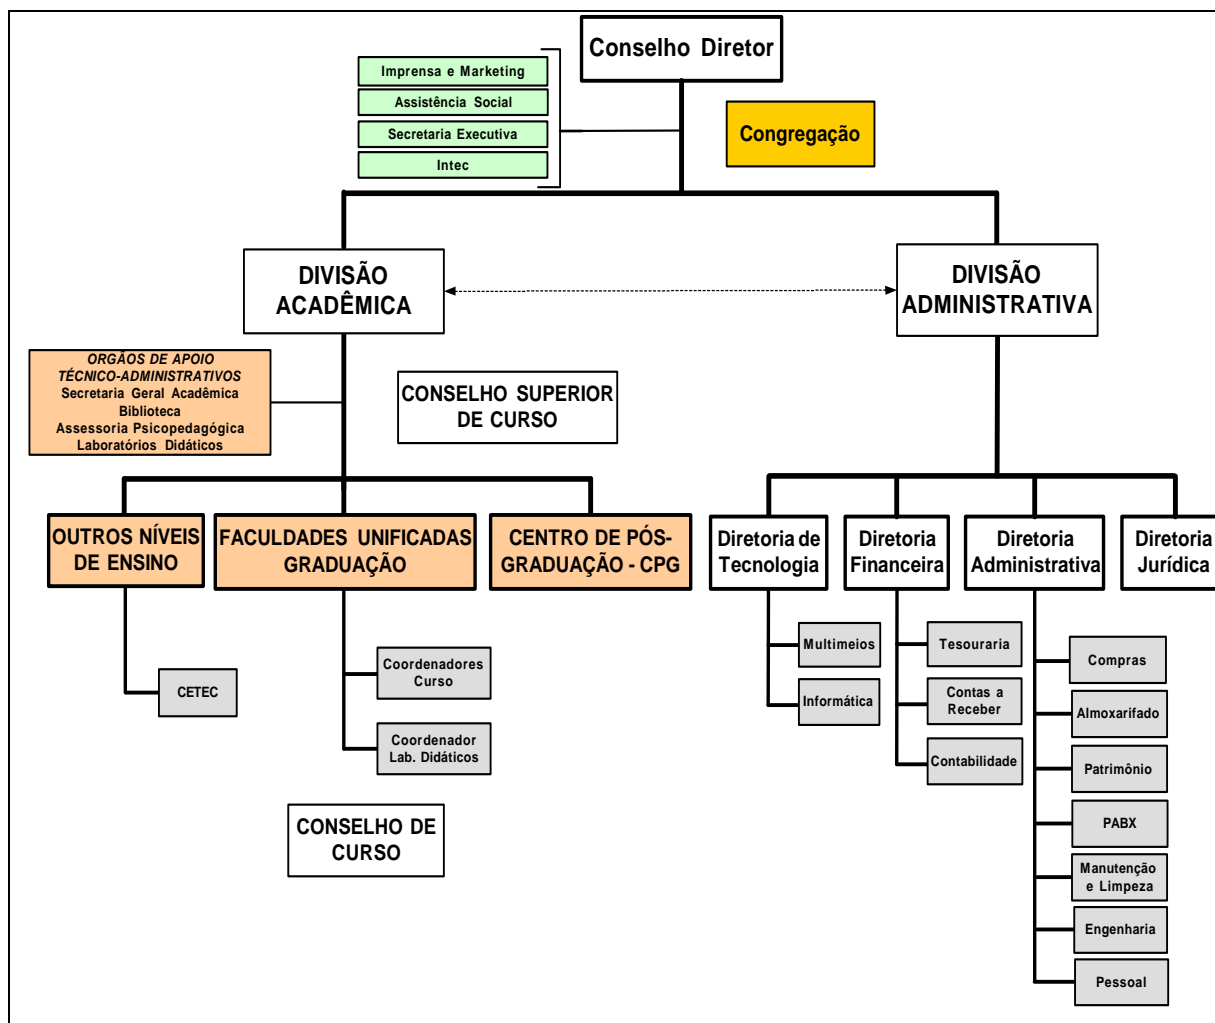 Conselho Diretor
Imprensa e Marketing
Assistência Social
Secretaria Executiva
Intec
Congregação
DIVISÃO
ACADÊMICA
DIVISÃO
ADMINISTRATIVA
ORGÃOS DE APOIO
TÉCNICO-ADMINISTRATIVOS
Secretaria Geral Acadêmica
Biblioteca
Assessoria Psicopedagógica
Laboratórios Didáticos
CONSELHO SUPERIOR
DE CURSO
OUTROS NÍVEIS
DE ENSINO
FACULDADES UNIFICADAS
GRADUAÇÃO
CENTRO DE PÓS-
GRADUAÇÃO - CPG
Diretoria de
Tecnologia
Diretoria
Financeira
Diretoria
Administrativa
Diretoria
Jurídica
CETEC
Coordenadores
Curso
Coordenador
Lab. Didáticos
Multimeios
Informática
Tesouraria
Contas a
Receber
Contabilidade
Compras
Almoxarifado
Patrimônio
PABX
Manutenção
e Limpeza
Engenharia
Pessoal
CONSELHO DE
CURSO